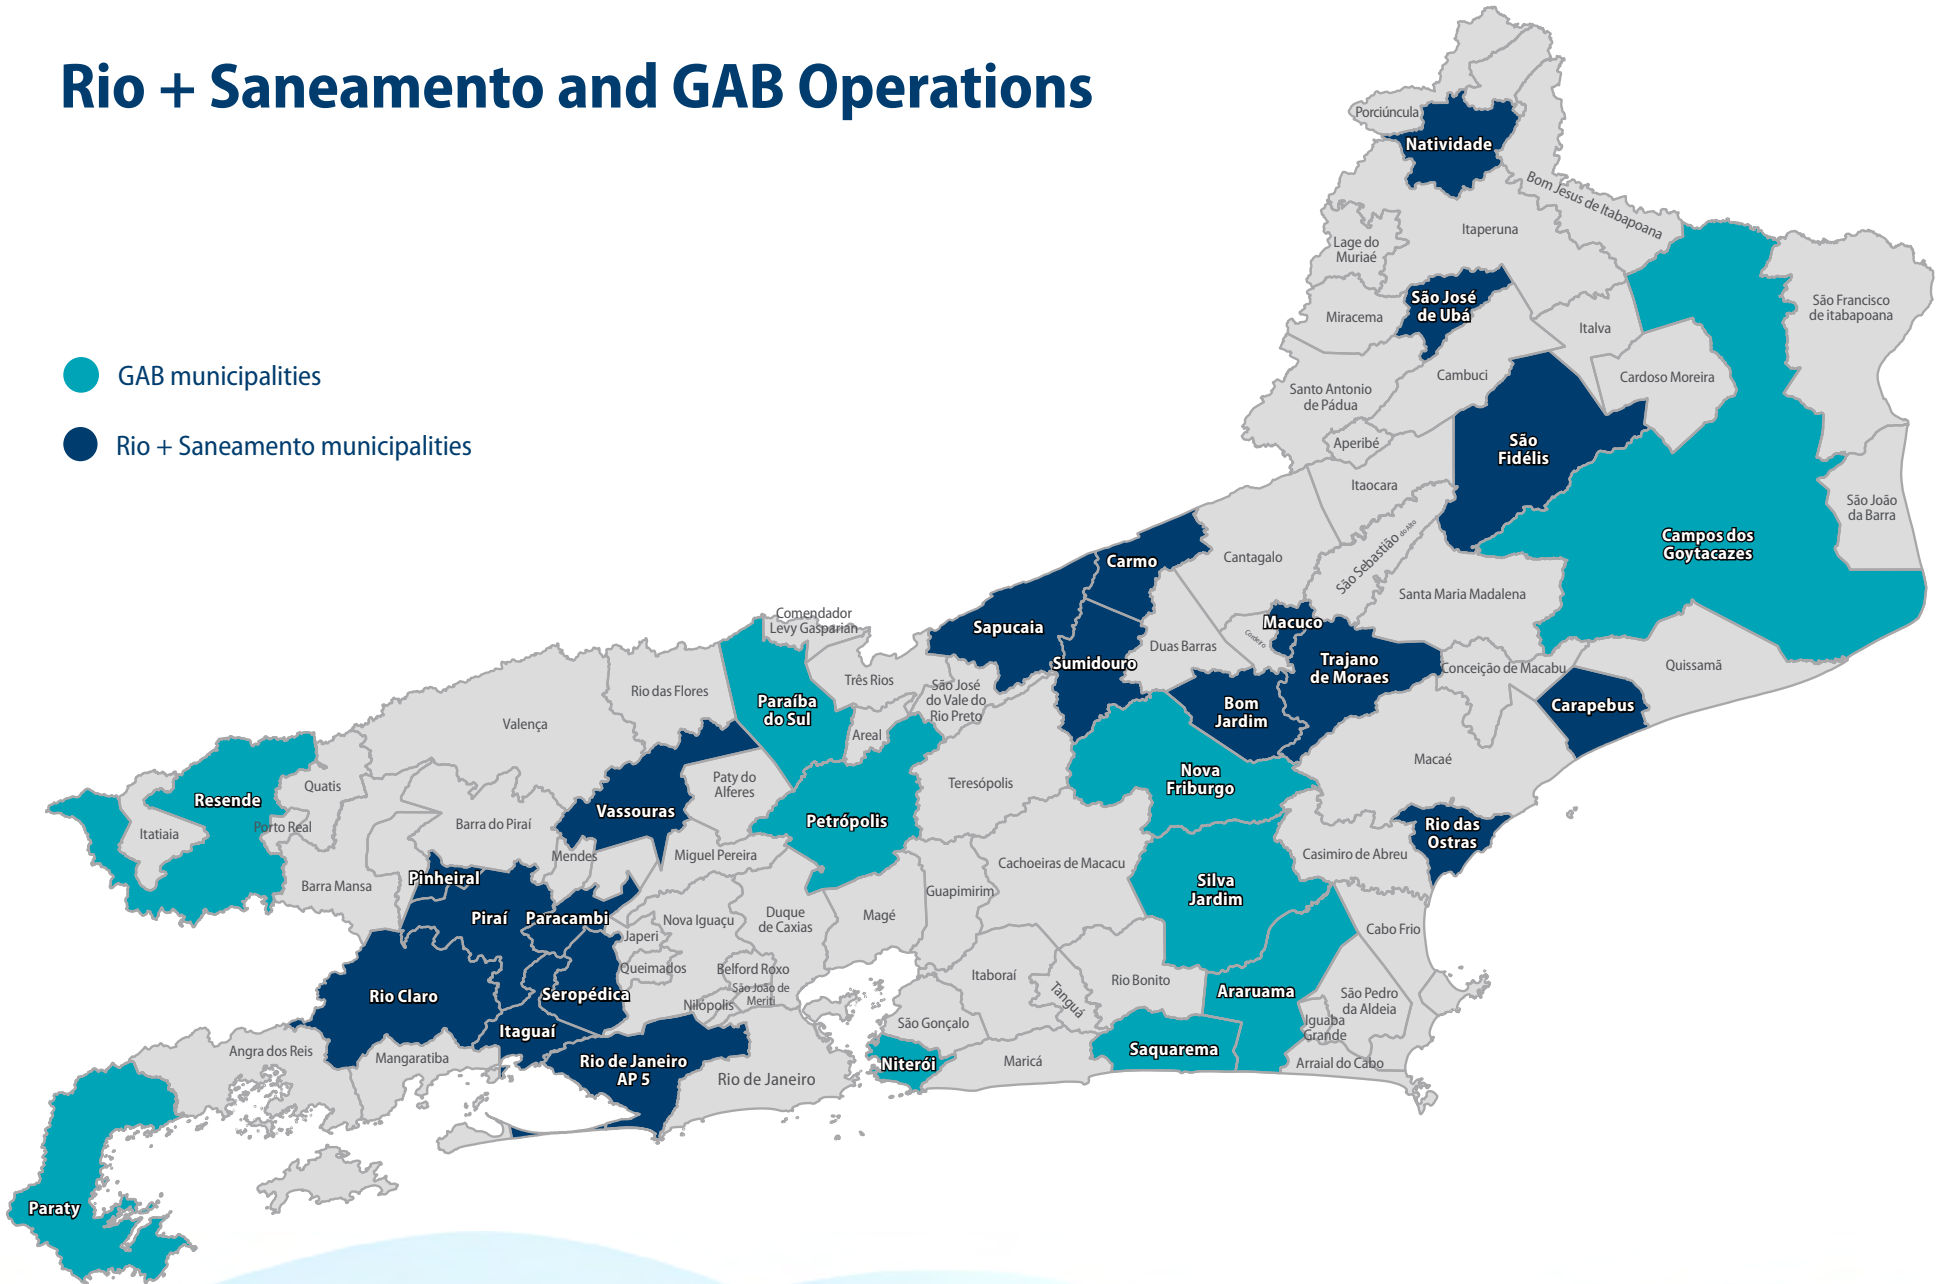 Rio + Saneamento and GAB Operations
GAB municipalities
Rio + Saneamento municipalities
Porciúncula
Natividade
Bom Jesus de Itabapoana
Itaperuna
Lage do
Muriaé
São José
de Ubá
Miracema
Italva
São Francisco
de itabapoana
Cambuci
Cardoso Moreira
Santo Antonio
de Pádua
Aperibé
São
Fidélis
Itaocara
São João
da Barra
São Sebastião do Alto
Campos dos
Goytacazes
Carmo
Cantagalo
Santa Maria Madalena
Comendador
Levy Gasparian
Sapucaia
Macuco
Cordeiro
Duas Barras
Sumidouro
Trajano
de Moraes
Conceição de Macabu
Quissamã
Três Rios
São José
do Vale do
Rio Preto
Rio das Flores
Paraíba
do Sul
Bom
Jardim
Carapebus
Valença
Areal
Macaé
Quatis
Paty do
Alferes
Teresópolis
Nova
Friburgo
Resende
Vassouras
Petrópolis
Itatiaia
Porto Real
Barra do Piraí
Rio das
Ostras
Mendes
Miguel Pereira
Cachoeiras de Macacu
Casimiro de Abreu
Barra Mansa
Pinheiral
Guapimirim
Silva
Jardim
Piraí
Paracambi
Nova Iguaçu
Duque
de Caxias
Magé
Japeri
Cabo Frio
Queimados
Belford Roxo
Itaboraí
Rio Bonito
São João de
Meriti
Rio Claro
Seropédica
Nilópolis
Tanguá
Araruama
São Pedro
da Aldeia
Itaguaí
São Gonçalo
Iguaba
Grande
Angra dos Reis
Mangaratiba
Rio de Janeiro
AP 5
Rio de Janeiro
Niterói
Maricá
Saquarema
Arraial do Cabo
Paraty